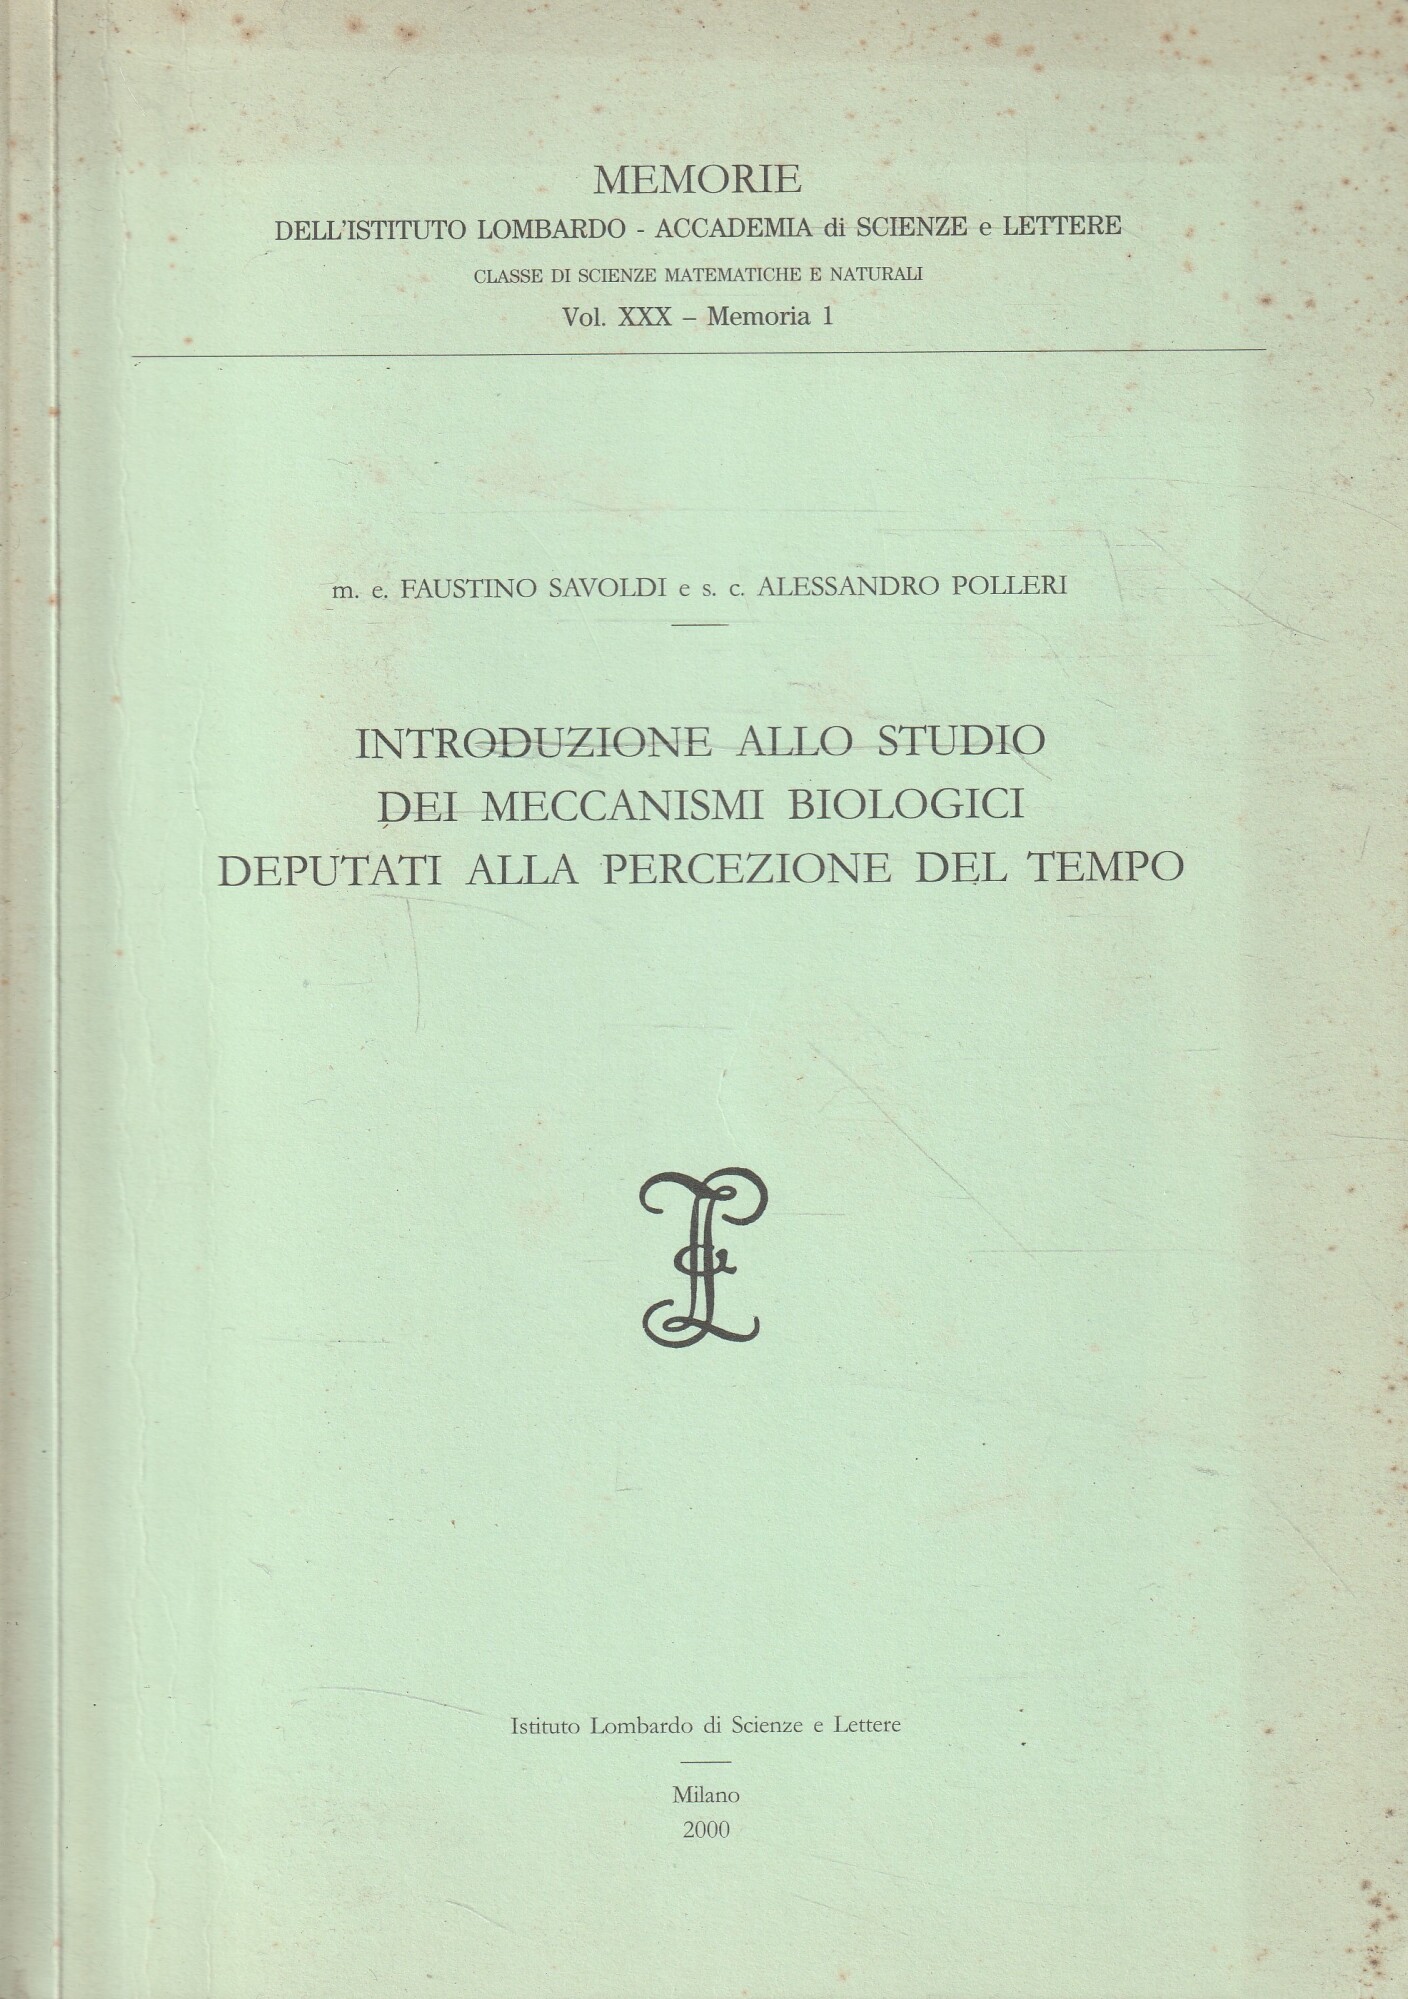 MEMORIE
DELL'ISTITUTO LOMBARDO - ACCADEMIA di SCIENZE e LETTERE
CLASSE DI SCIENZE MATEMATICHE E NATURALI
Vol. XXX – Memoria 1
m. e. FAUSTINO SAVOLDI e s. c. ALESSANDRO POLLERI
INTRODUZIONE ALLO STUDIO
DEI MECCANISMI BIOLOGICI
DEPUTATI ALLA PERCEZIONE DEL TEMPO
Istituto Lombardo di Scienze e Lettere
Milano
2000